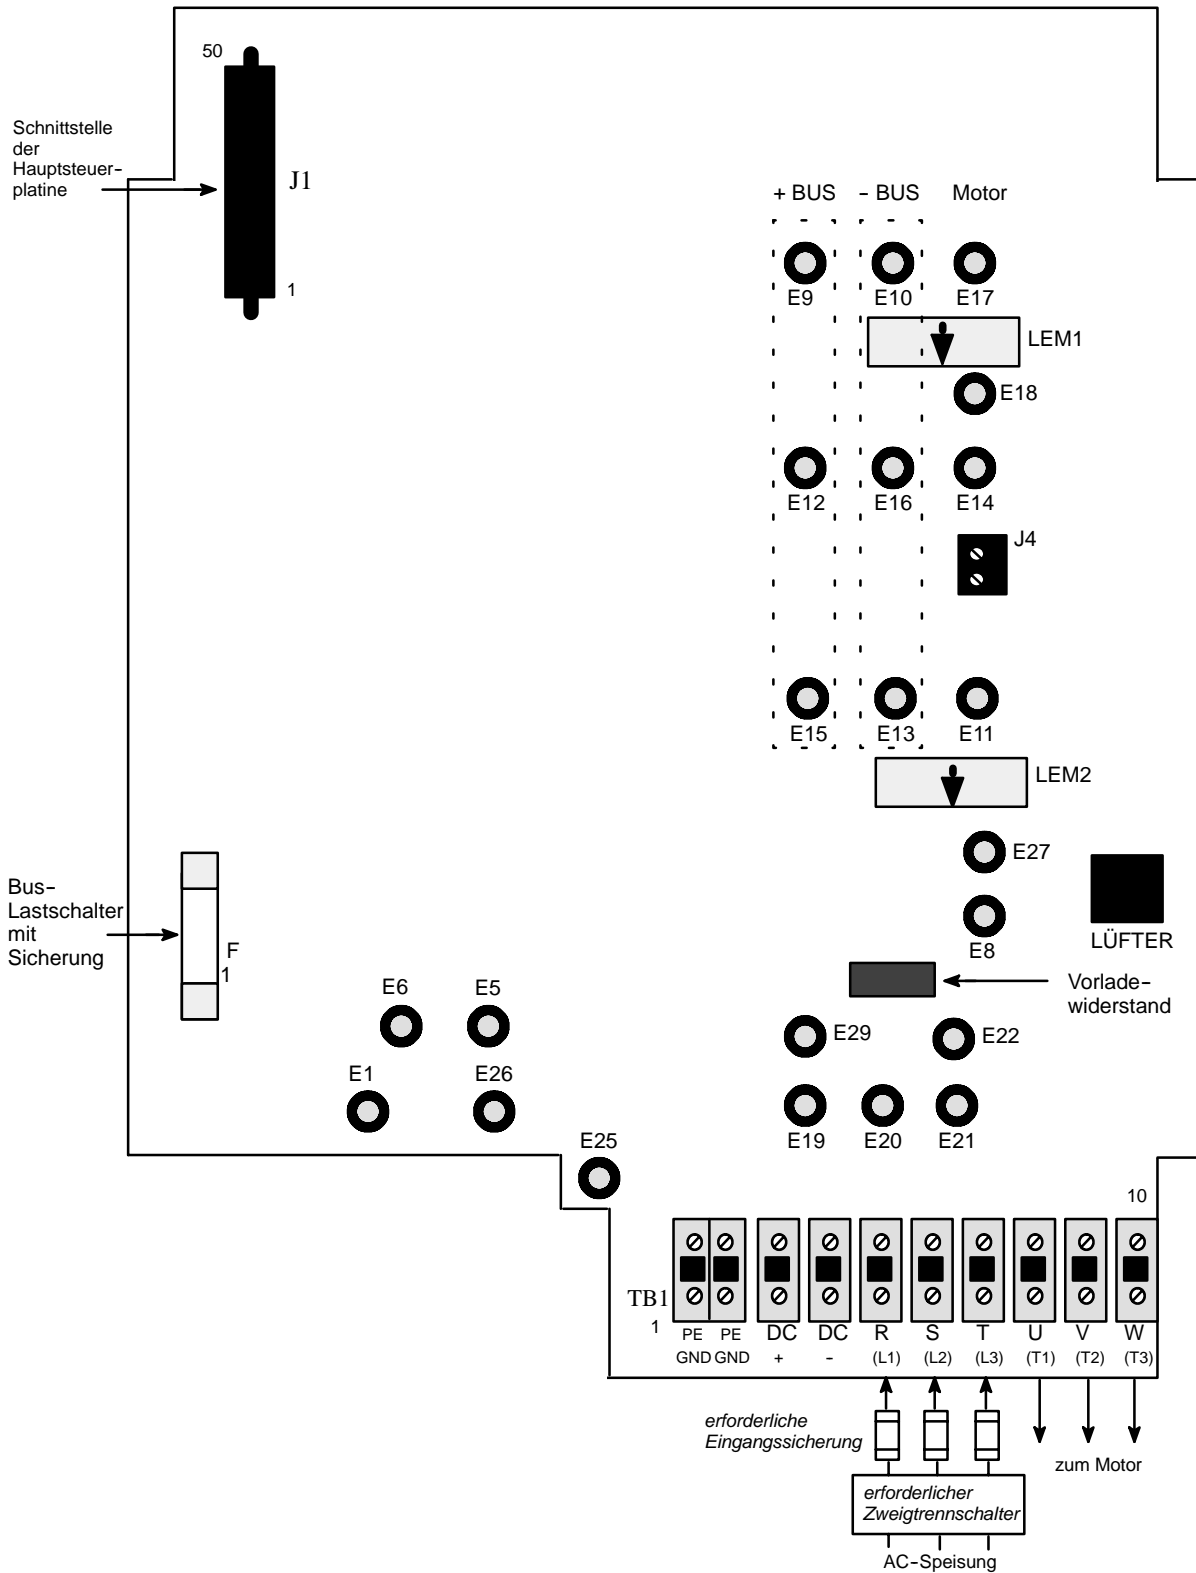 50
Schnittstelle
der
Hauptsteuer-
platine
J1
1
+ BUS - BUS Motor
E9 E10 E17
LEM1
E18
E12 E16 E14
J4
E15 E13 E11
LEM2
E27
E8
LÜFTER
Bus-
Lastschalter
mit
Sicherung
F
1
Vorlade-
widerstand
E6 E5
E29 E22
E1 E26
E19 E20 E21
E25
10
TB1
1
PE PE DC DC R S T U V W
GND GND + - (L1) (L2) (L3) (T1) (T2) (T3)
erforderliche
Eingangssicherung
zum Motor
erforderlicher
Zweigtrennschalter
AC-Speisung